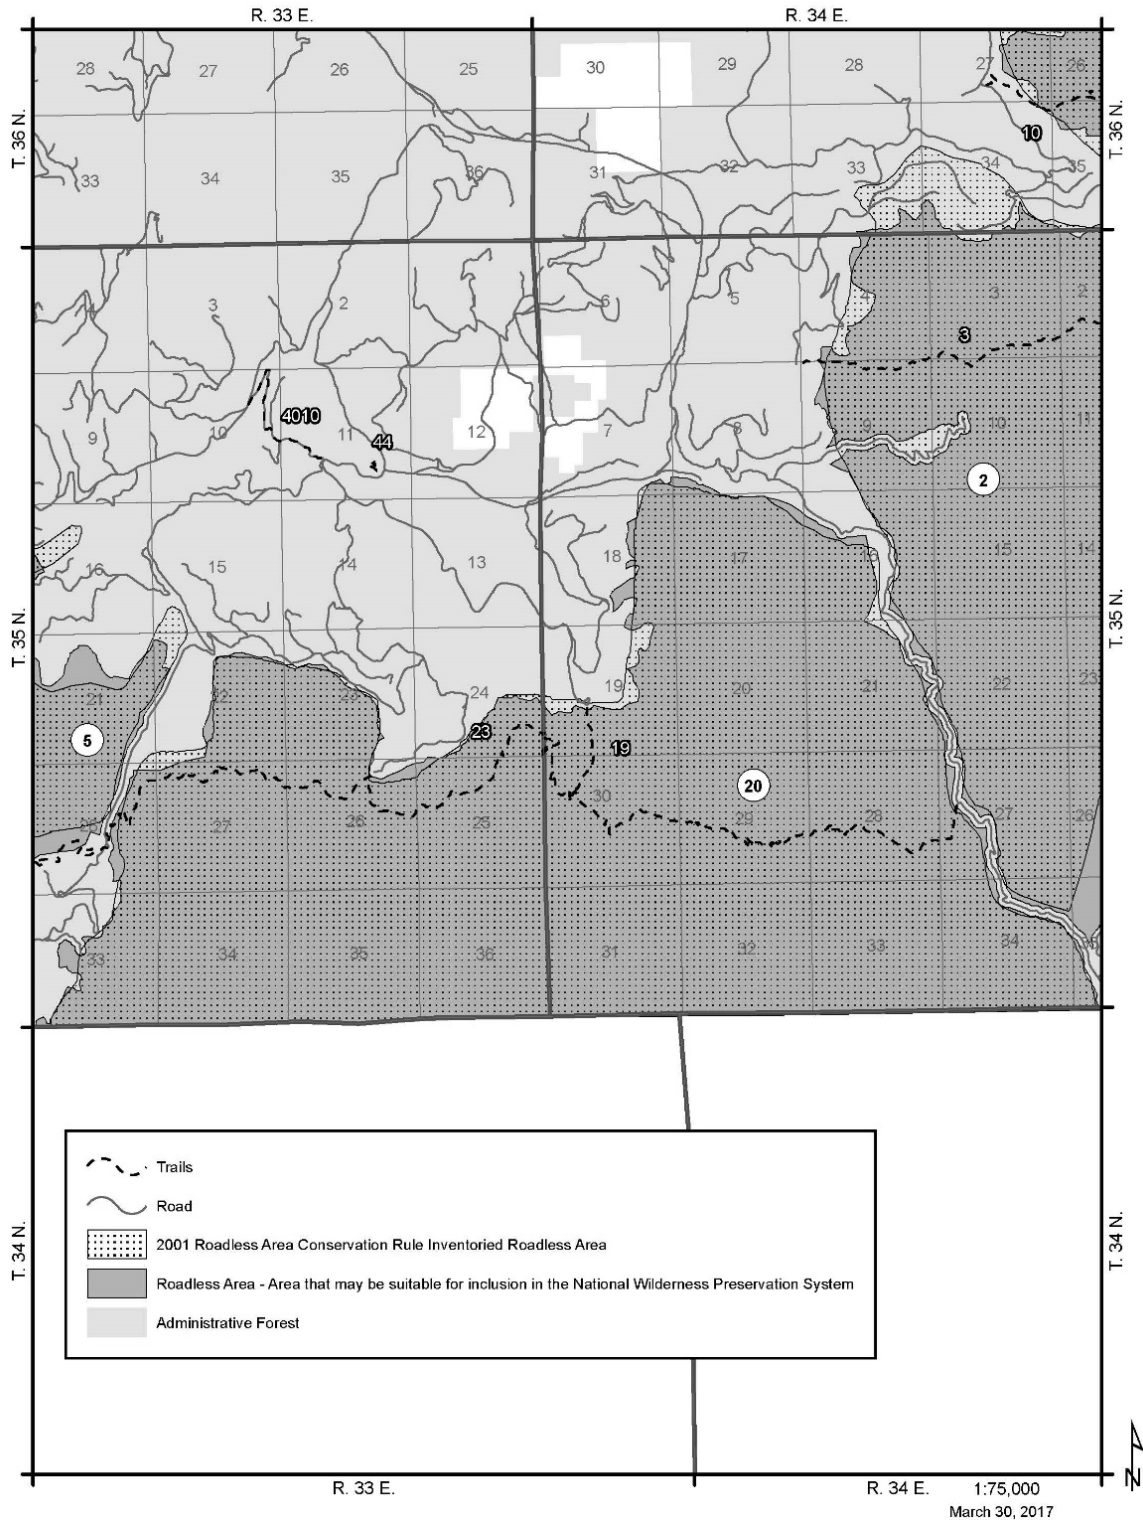 R. 33 E. R. 34 E.
28 27 26 25 30 29 28 27 26
T. 36 N. T. 36 N.
10
33 34 35 36 31 32 33 34 35
3 2 6 5 4 3 2
3
4010
44
9 10 11 12 7 8 9 10 11
2
16 15 14 13 18 17 16 15 14
T. 35 N. T. 35 N.
21 22 23 24 19 20 21 22 23
5 23 19
20
28 27 26 25 30 29 28 27 26
33 34 35 36 31 32 33 34 35
Trails
Road
2001 Roadless Area Conservation Rule Inventoried Roadless Area
Roadless Area - Area that may be suitable for inclusion in the National Wilderness Preservation System
Administrative Forest
T. 34 N. T. 34 N.
N
R. 33 E. R. 34 E. 1:75,000
March 30, 2017